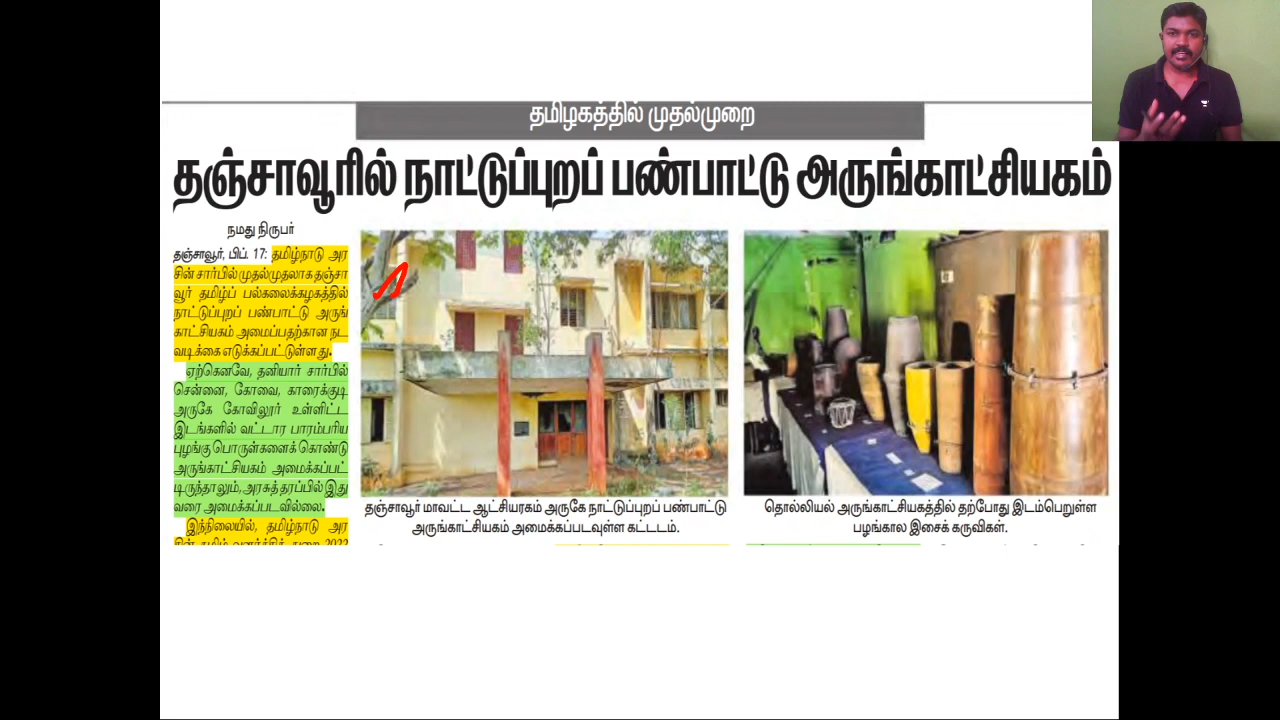 தமிழகத்தில் முதல்முறை
தஞ்சாவூரில் நாட்டுப்புறப் பண்பாட்டு அருங்காட்சியகம்
நமது நிருபர்
தஞ்சாவூர், பிப். 17: தமிழ்நாடு அர
சின் சார்பில் முதல்முதலாக தஞ்சா
வூர் தமிழ்ப் பல்கலைக்கழகத்தில்
நாட்டுப்புறப் பண்பாட்டு அருங்
காட்சியகம் அமைப்பதற்கான நட
வடிக்கை எடுக்கப்பட்டுள்ளது.
ஏற்கெனவே, தனியார் சார்பில்
சென்னை, கோவை, காரைக்குடி
அருகே கோவிலூர் உள்ளிட்ட
இடங்களில் வட்டார பாரம்பரிய
புழங்கு பொருள்களைக் கொண்டு
அருங்காட்சியகம் அமைக்கப்பட்
டிருந்தாலும், அரசுத் தரப்பில் இது
வரை அமைக்கப்படவில்லை.
இந்நிலையில், தமிழ்நாடு அர
சின் தமிழ் வளர்ச்சித் துறை 2022
தஞ்சாவூர் மாவட்ட ஆட்சியரகம் அருகே நாட்டுப்புறப் பண்பாட்டு
அருங்காட்சியகம் அமைக்கப்படவுள்ள கட்டடம்.
தொல்லியல் அருங்காட்சியகத்தில் தற்போது இடம்பெறுள்ள
பழங்கால இசைக் கருவிகள்.